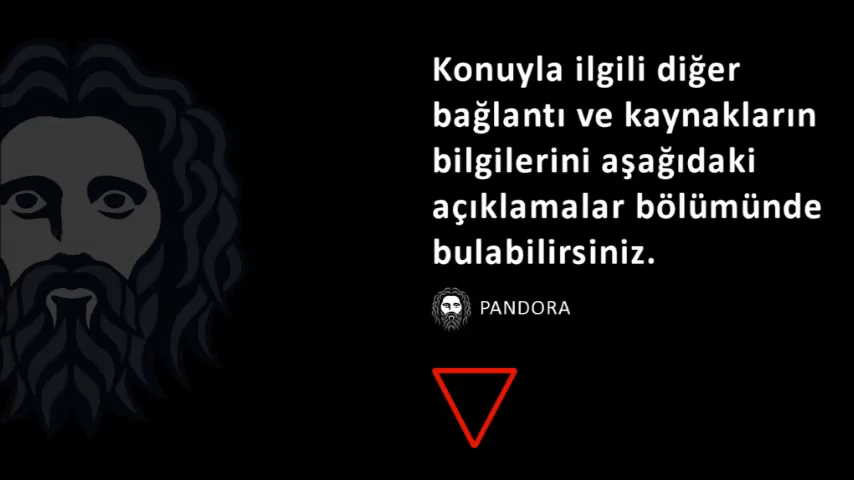 Konuyla ilgili diğer
bağlantı ve kaynakların
bilgilerini aşağıdaki
açıklamalar bölümünde
bulabilirsiniz.
PANDORA